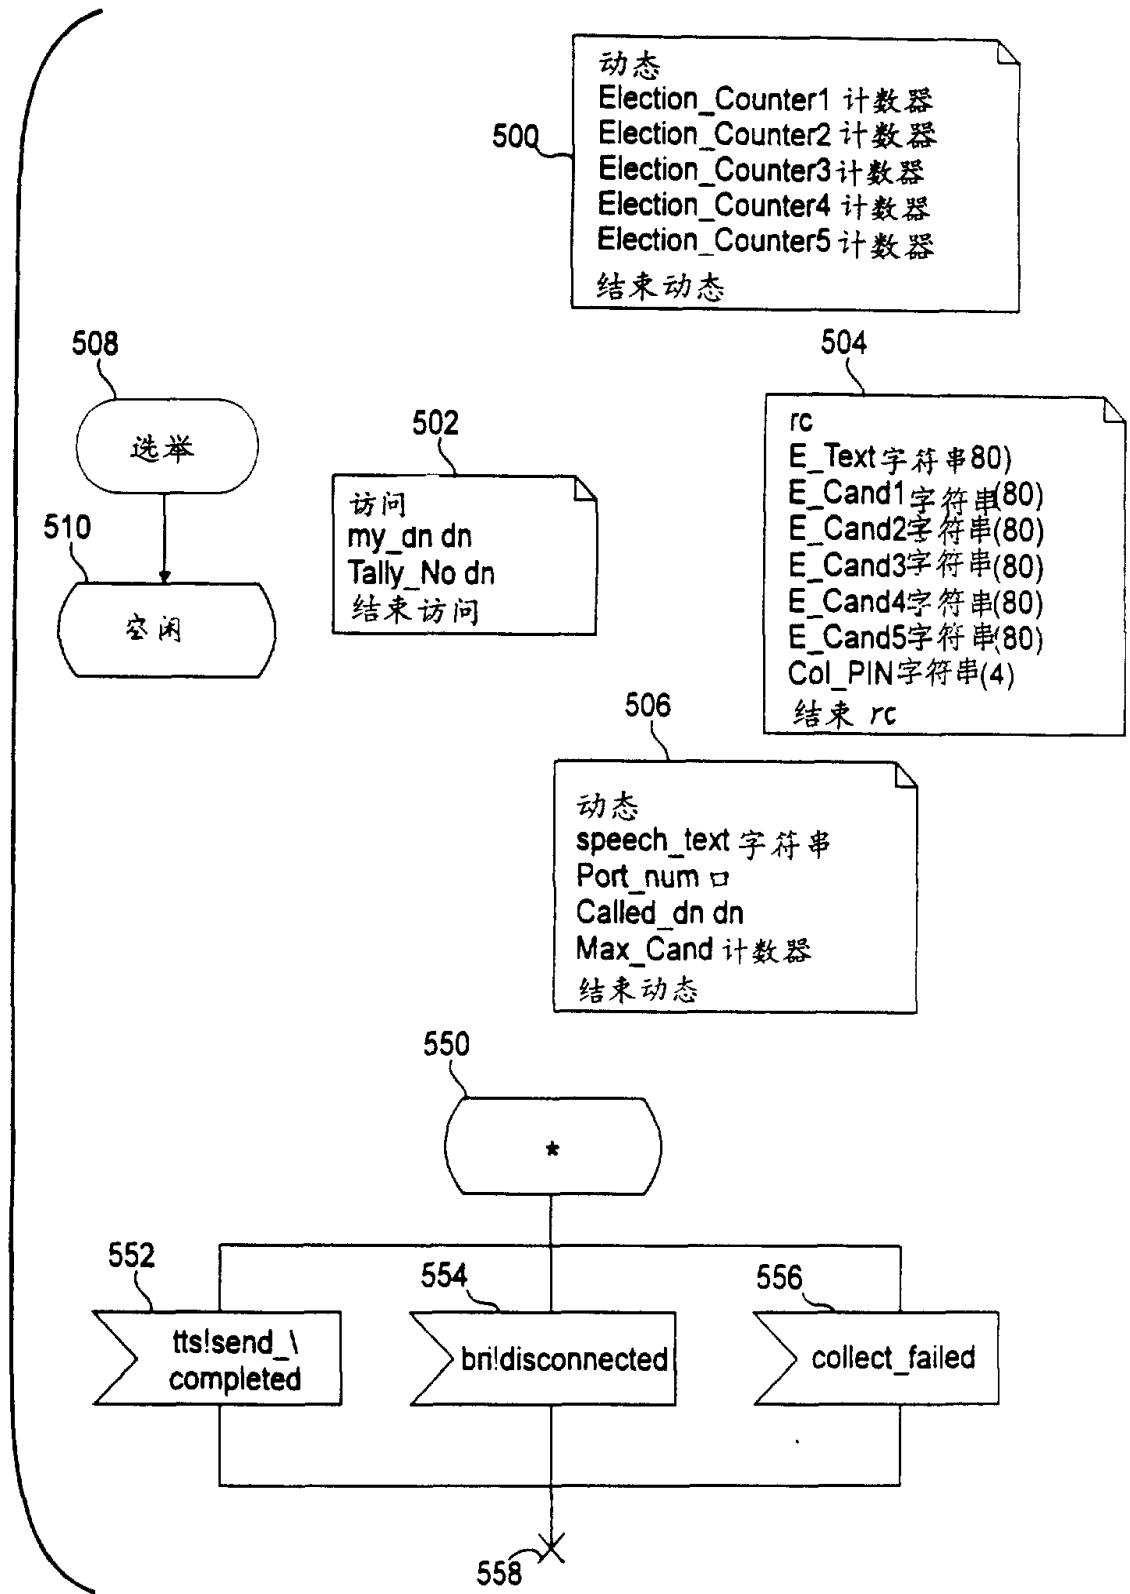 动态
Election_Counter1 计数器
Election_Counter2 计数器
500
Election_Counter3 计数器
Election_Counter4 计数器
Election_Counter5 计数器
结束动态
508
选举
510
空闲
502
访问
my_dn dn
Tally_No dn
结束访问
504
rc
E_Text 字符串80)
E_Cand1 字符串(80)
E_Cand2 字符串(80)
E_Cand3 字符串(80)
E_Cand4 字符串(80)
E_Cand5 字符串(80)
Col_PIN 字符串(4)
结束 rc
506
动态
speech_text 字符串
Port_num 口
Called_dn dn
Max_Cand 计数器
结束动态
550
*
552
tts!send_\
completed
554
bri!disconnected
556
collect_failed
558